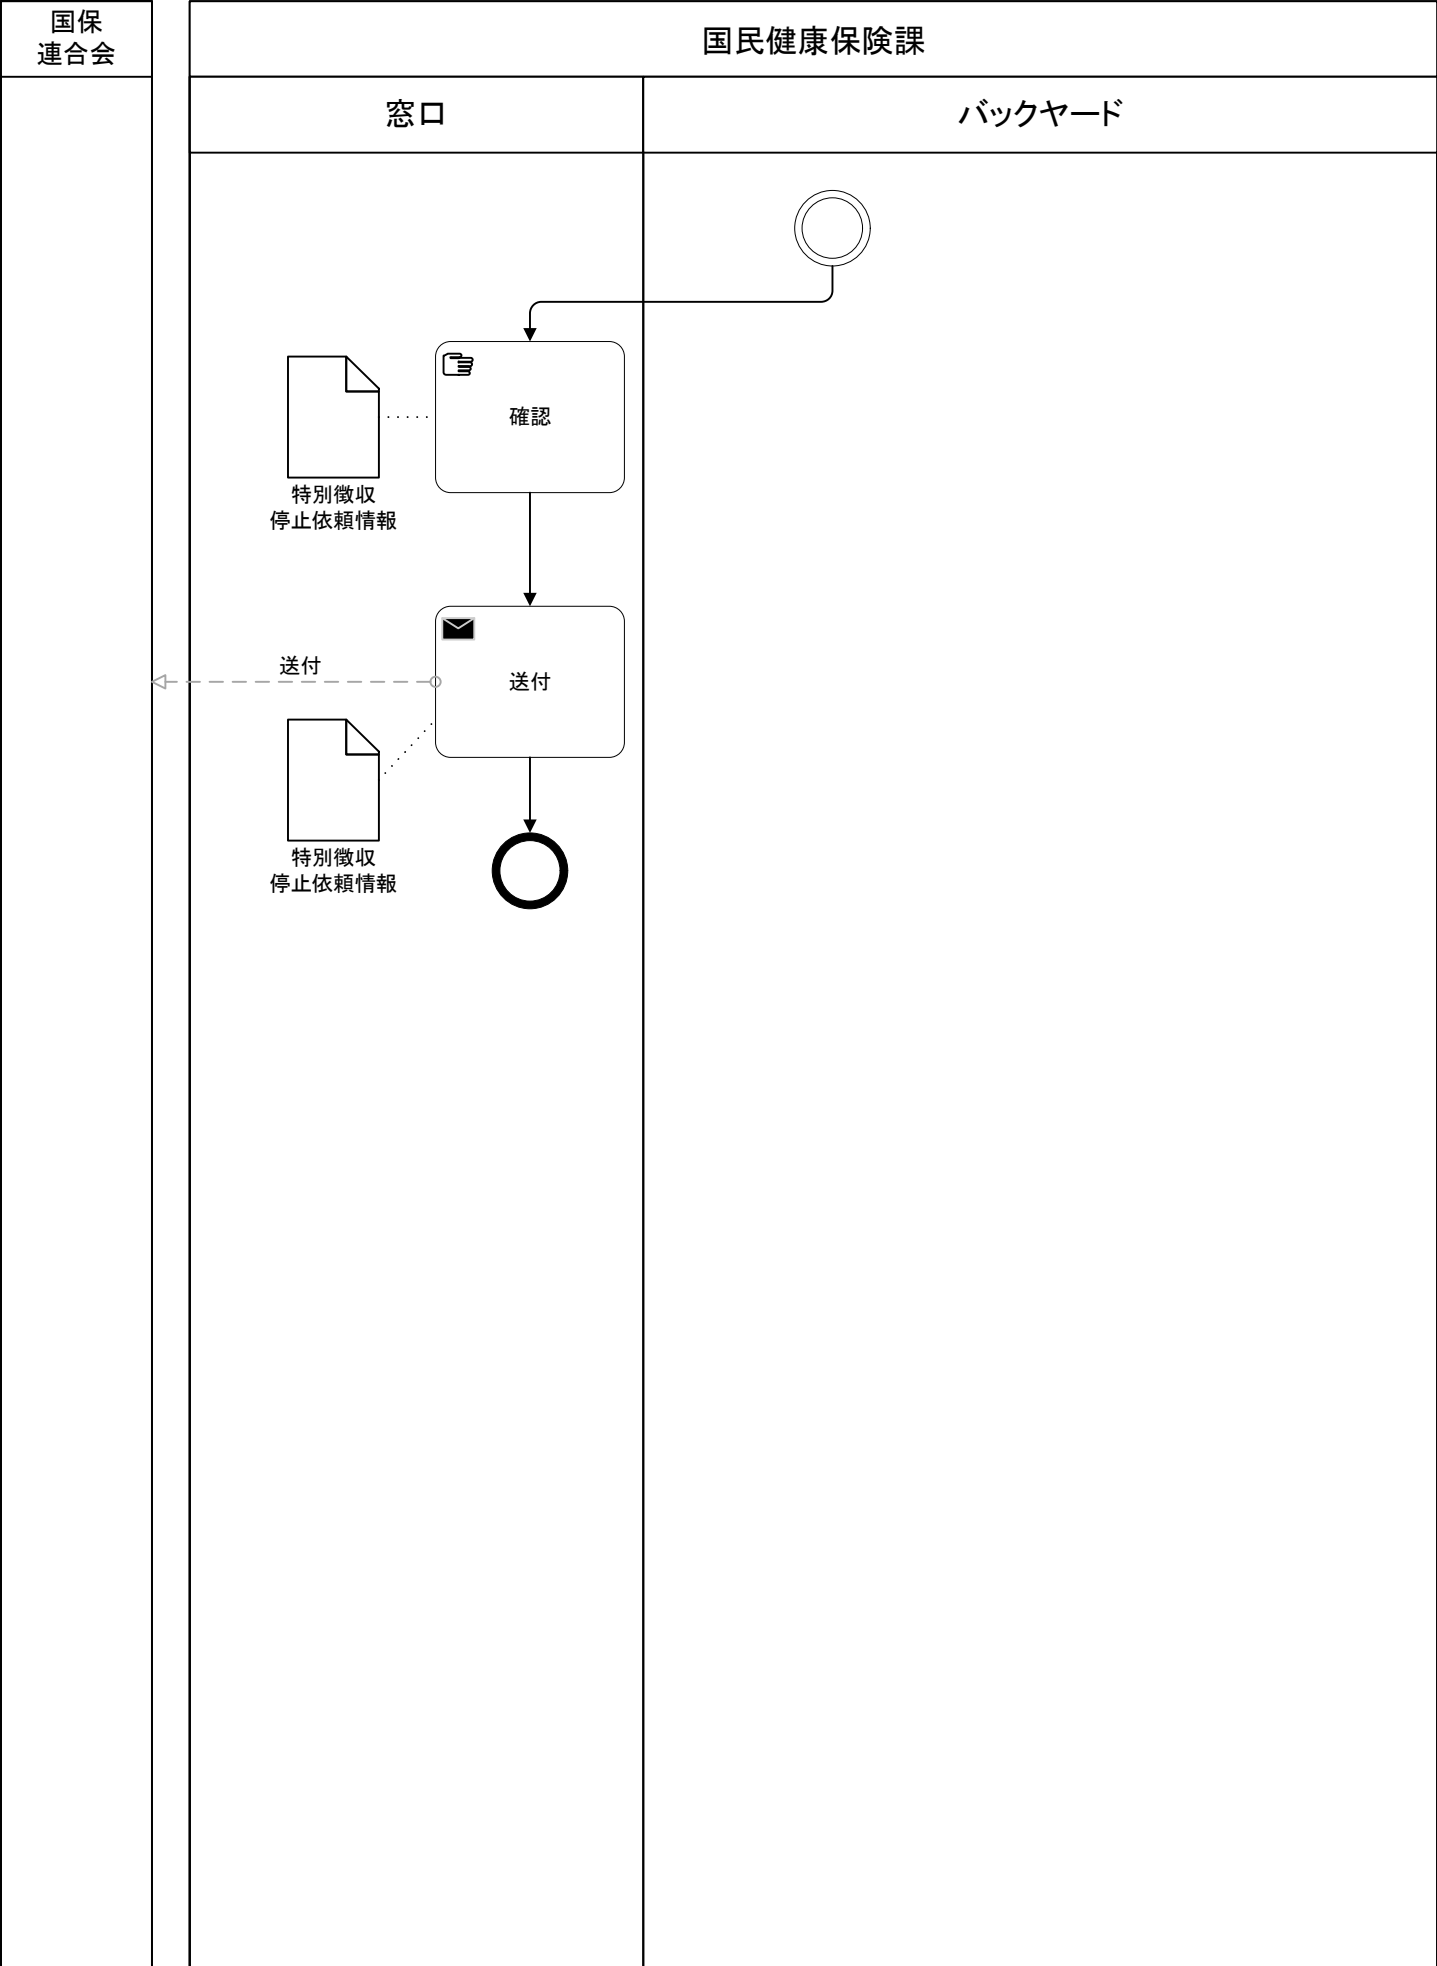 国保
連合会
国民健康保険課
窓口
バックヤード
確認
特別徴収
停止依頼情報
送付
送付
特別徴収
停止依頼情報